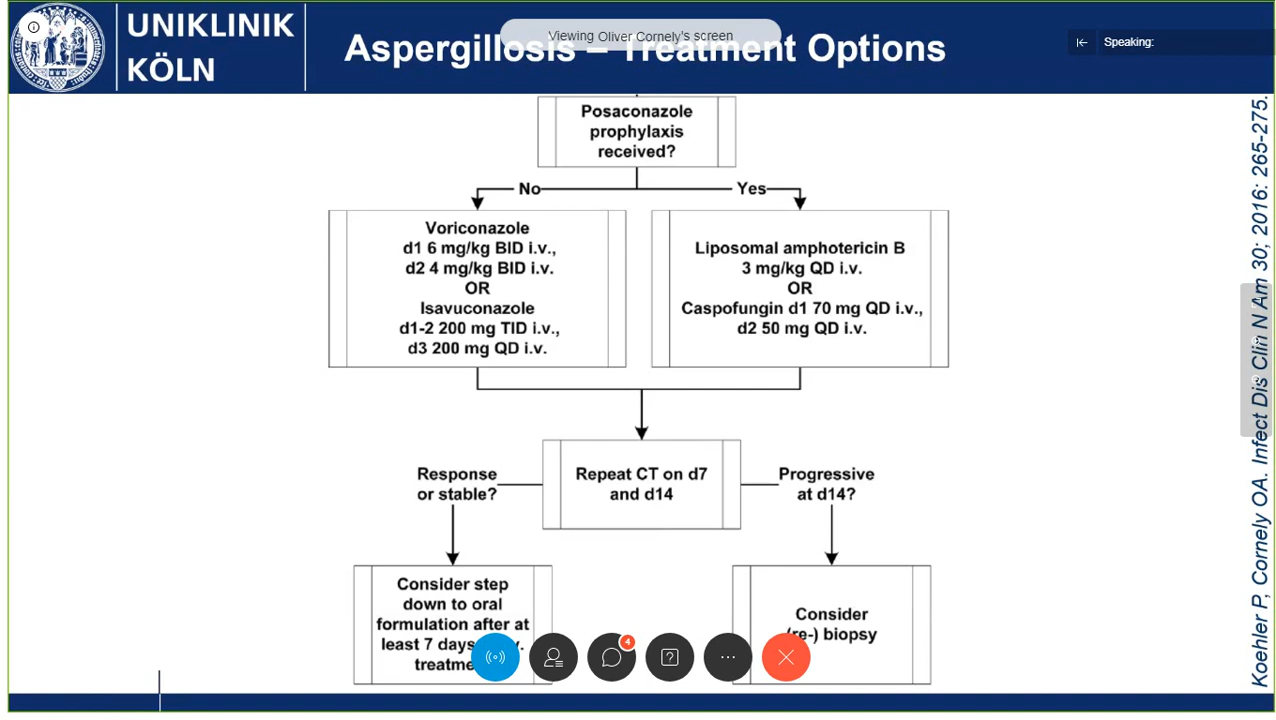 UNIKLINIK
KÖLN
Aspergillosis – Treatment Options
Viewing Oliver Cornely's screen
Speaking:
Posaconazole
prophylaxis
received?
No
Yes
Voriconazole
d1 6 mg/kg BID i.v.,
d2 4 mg/kg BID i.v.
OR
Isavuconazole
d1-2 200 mg TID i.v.,
d3 200 mg QD i.v.
Liposomal amphotericin B
3 mg/kg QD i.v.
OR
Caspofungin d1 70 mg QD i.v.,
d2 50 mg QD i.v.
Repeat CT on d7
and d14
Response
or stable?
Progressive
at d14?
Consider step
down to oral
formulation after at
least 7 days
Consider
(re-) biopsy
4
Koehler P, Cornely OA. Infect Dis Clin N Am 30; 2016: 265-275.